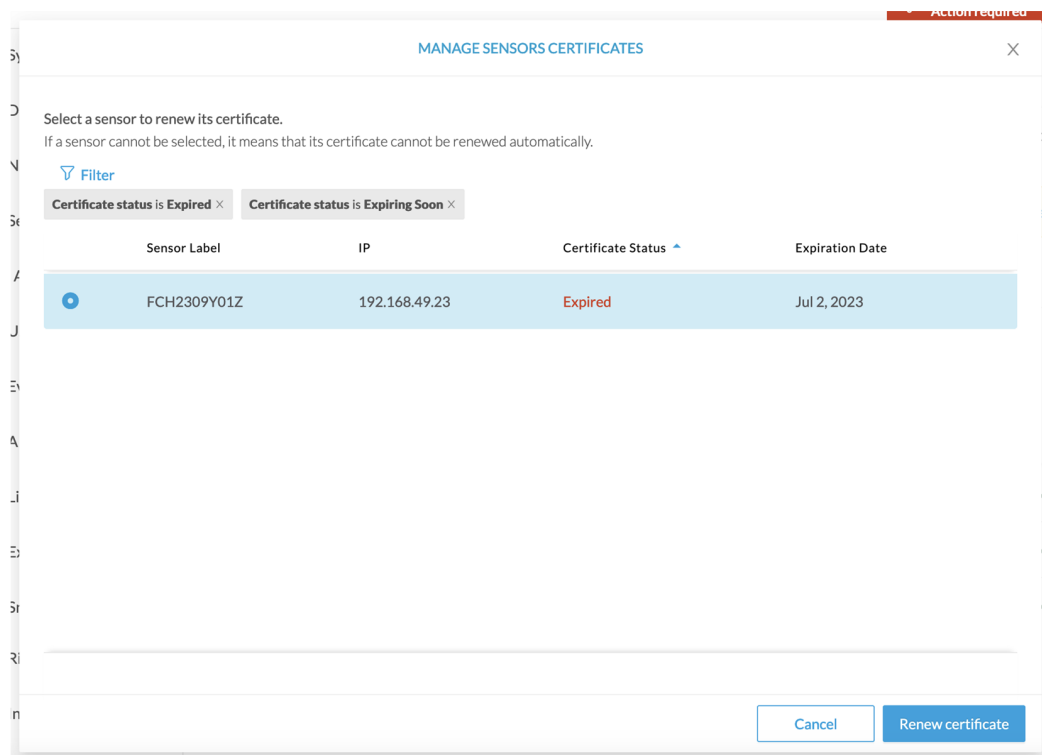 Action required
MANAGE SENSORS CERTIFICATES
Select a sensor to renew its certificate.
If a sensor cannot be selected, it means that its certificate cannot be renewed automatically.
Filter
Certificate status is Expired × Certificate status is Expiring Soon ×
Sensor Label IP Certificate Status Expiration Date
FCH2309Y01Z 192.168.49.23 Expired Jul 2, 2023
Cancel Renew certificate